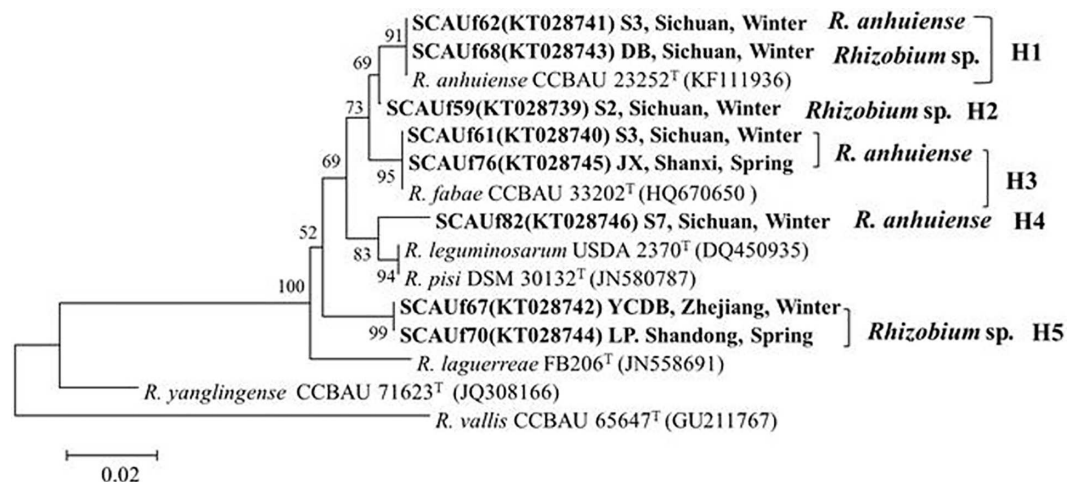 SCAUf62(KT028741) S3, Sichuan, Winter R. anhuiense
91
SCAUf68(KT028743) DB, Sichuan, Winter Rhizobium sp. H1
69
R. anhuiense CCBAU 23252T (KF111936)
73
SCAUf59(KT028739) S2, Sichuan, Winter Rhizobium sp. H2
SCAUf61(KT028740) S3, Sichuan, Winter
R. anhuiense
69
SCAUf76(KT028745) JX, Shanxi, Spring
95
H3
R. fabae CCBAU 33202T (HQ670650 )
SCAUf82(KT028746) S7, Sichuan, Winter R. anhuiense H4
52
R. leguminosarum USDA 2370T (DQ450935)
83
R. pisi DSM 30132T (JN580787)
94
100
SCAUf67(KT028742) YCDB, Zhejiang, Winter
Rhizobium sp. H5
99
SCAUf70(KT028744) LP. Shandong, Spring
R. laguerreae FB206T (JN558691)
R. yanglingense CCBAU 71623T (JQ308166)
R. vallis CCBAU 65647T (GU211767)
0.02